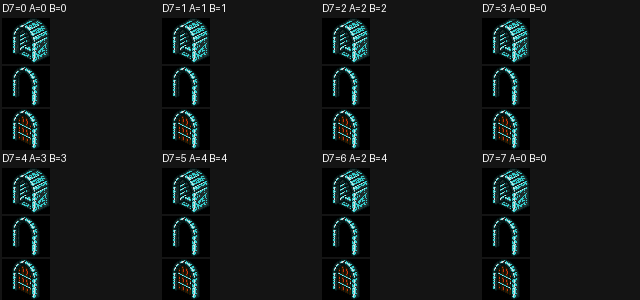 D7=0 A=0 B=0 D7=1 A=1 B=1 D7=2 A=2 B=2 D7=3 A=0 B=0
D7=4 A=3 B=3 D7=5 A=4 B=4 D7=6 A=2 B=4 D7=7 A=0 B=0